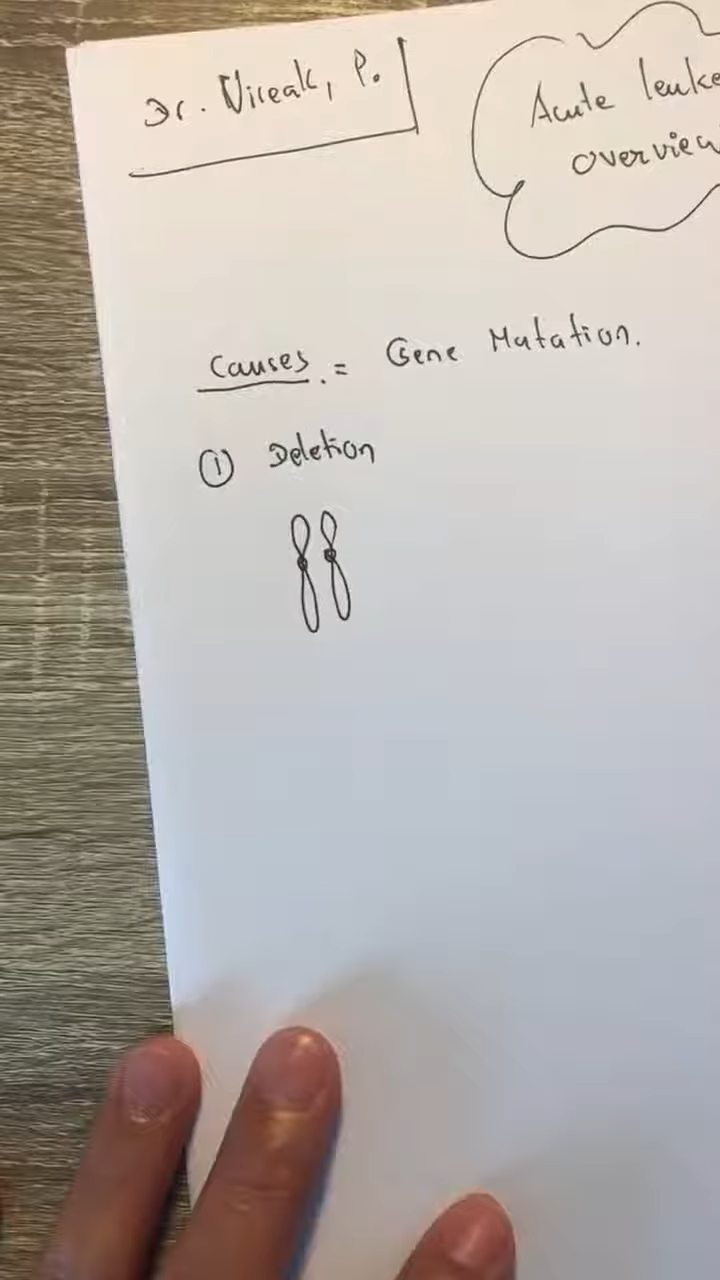 Dr. Vireak, P.
Acute leuke
overview
Causes. = Gene Mutation.
① Deletion